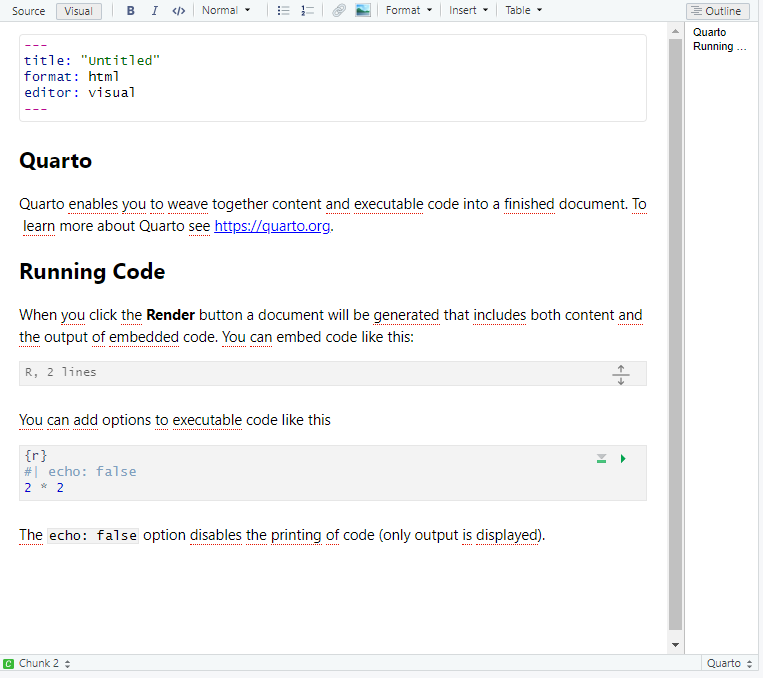 Source Visual B I </> Normal Format Insert Table Outline
---
title: "Untitled"
format: html
editor: visual
---
Quarto
Running ...
Quarto
Quarto enables you to weave together content and executable code into a finished document. To
learn more about Quarto see https://quarto.org.
Running Code
When you click the Render button a document will be generated that includes both content and
the output of embedded code. You can embed code like this:
R, 2 lines
You can add options to executable code like this
{r}
#| echo: false
2 * 2
The echo: false option disables the printing of code (only output is displayed).
C Chunk 2 Quarto